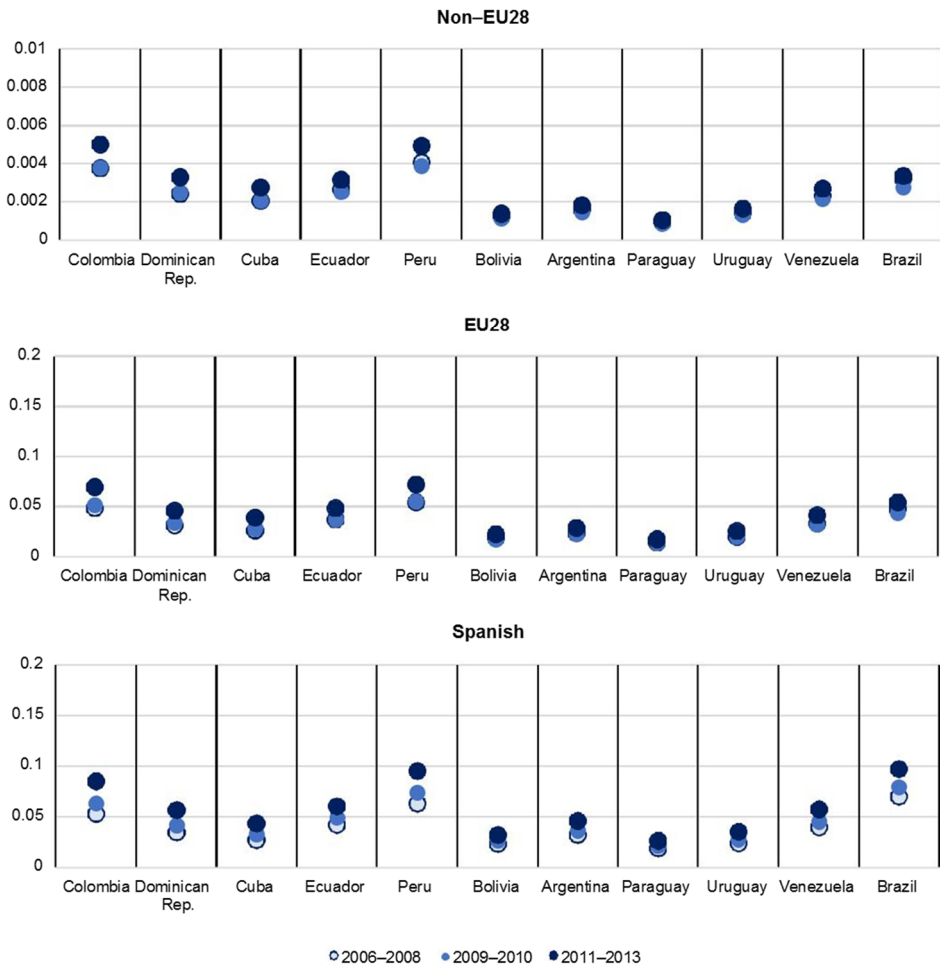 Non–EU28
0.01
0.008
0.006
0.004
0.002
0
Colombia Dominican Rep. Cuba Ecuador Peru Bolivia Argentina Paraguay Uruguay Venezuela Brazil
EU28
0.2
0.15
0.1
0.05
0
Colombia Dominican Rep. Cuba Ecuador Peru Bolivia Argentina Paraguay Uruguay Venezuela Brazil
Spanish
0.2
0.15
0.1
0.05
0
Colombia Dominican Rep. Cuba Ecuador Peru Bolivia Argentina Paraguay Uruguay Venezuela Brazil
2006–2008 2009–2010 2011–2013